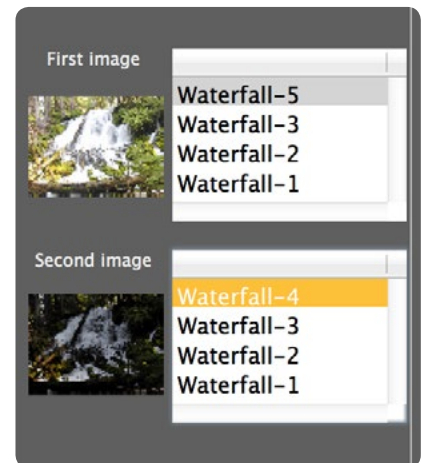 First image
Waterfall-5
Waterfall-3
Waterfall-2
Waterfall-1
Second image
Waterfall-4
Waterfall-3
Waterfall-2
Waterfall-1